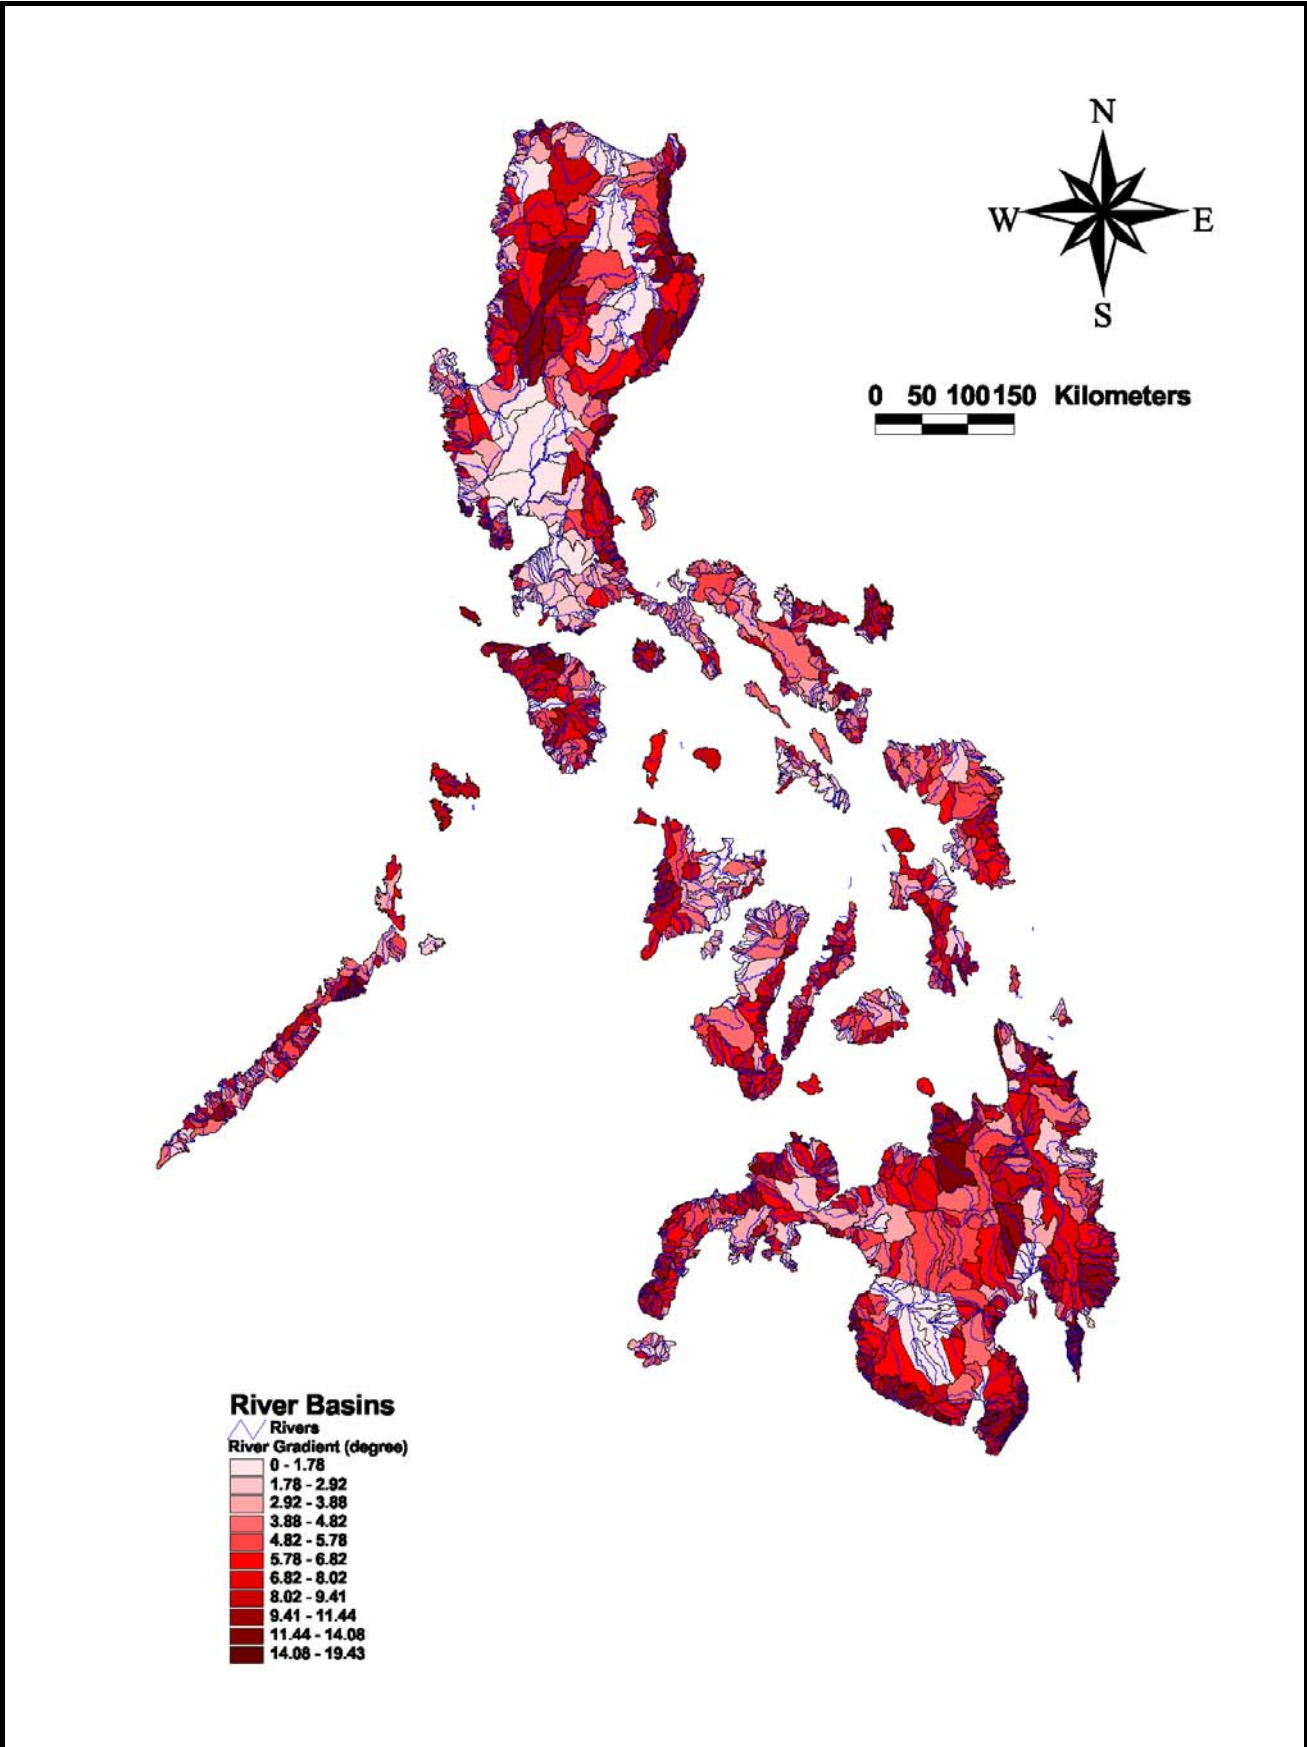 N
W E
S
0 50 100 150 Kilometers
River Basins
Rivers
River Gradient (degree)
0 - 1.78
1.78 - 2.92
2.92 - 3.88
3.88 - 4.82
4.82 - 5.78
5.78 - 6.82
6.82 - 8.02
8.02 - 9.41
9.41 - 11.44
11.44 - 14.08
14.08 - 19.43